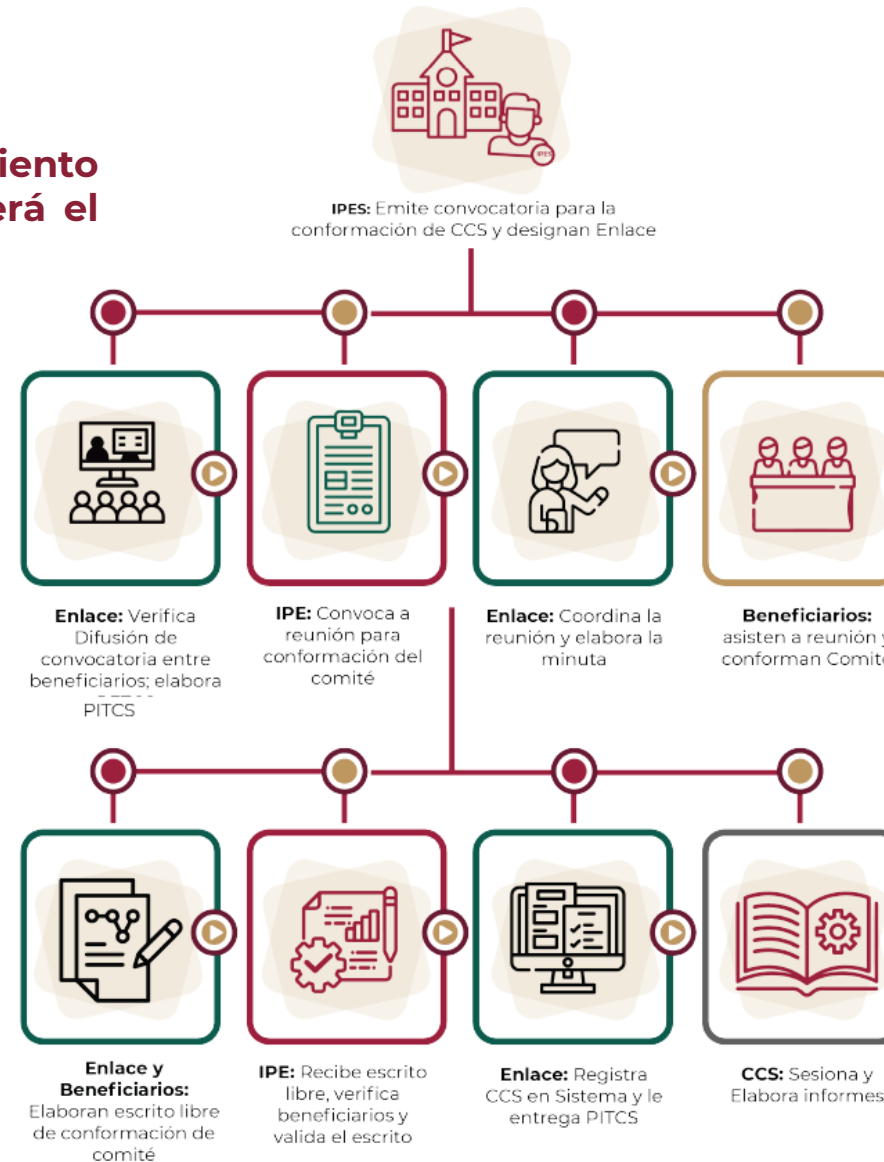 iento
erá el
IPES
IPES: Emite convocatoria para la
conformación de CCS y designan Enlace
Enlace: Verifica
Difusión de
convocatoria entre
beneficiarios; elabora
PITCS
IPE: Convoca a
reunión para
conformación del
comité
Enlace: Coordina la
reunión y elabora la
minuta
Beneficiarios:
asisten a reunión y
conforman Comité
Enlace y
Beneficiarios:
Elaboran escrito libre
de conformación de
comité
IPE: Recibe escrito
libre, verifica
beneficiarios y
valida el escrito
Enlace: Registra
CCS en Sistema y le
entrega PITCS
CCS: Sesiona y
Elabora informes